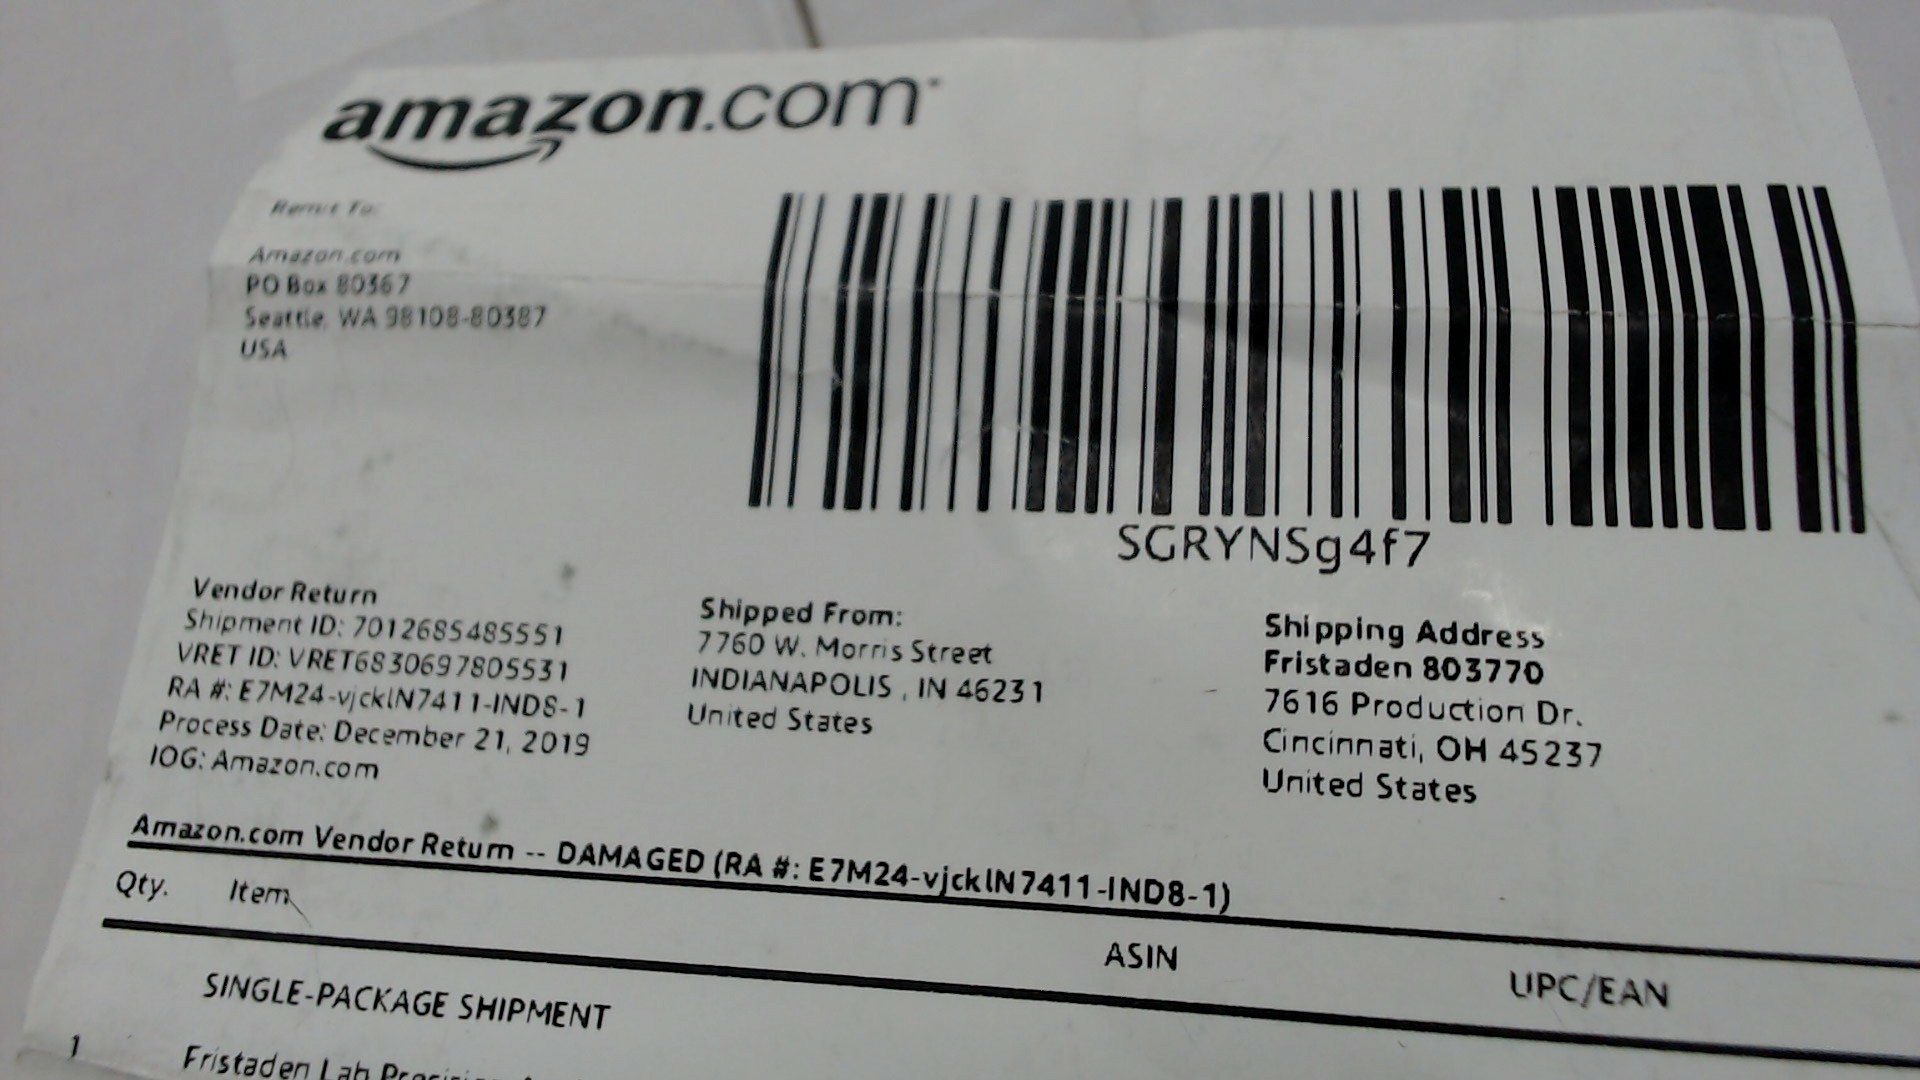 amazon.com
Remit To:
Amazon.com
PO Box 80367
Seattle, WA 98108-80387
USA
SGRYNSg4f7
Vendor Return
Shipment ID: 7012685485551
VRET ID: VRET6830697805531
RA #: E7M24-vjcklN7411-IND8-1
Process Date: December 21, 2019
IOG: Amazon.com
Shipped From:
7760 W. Morris Street
INDIANAPOLIS , IN 46231
United States
Shipping Address
Fristaden 803770
7616 Production Dr.
Cincinnati, OH 45237
United States
Amazon.com Vendor Return -- DAMAGED (RA #: E7M24-vjcklN7411-IND8-1)
Qty. Item ASIN UPC/EAN
SINGLE-PACKAGE SHIPMENT
1 Fristaden Lab